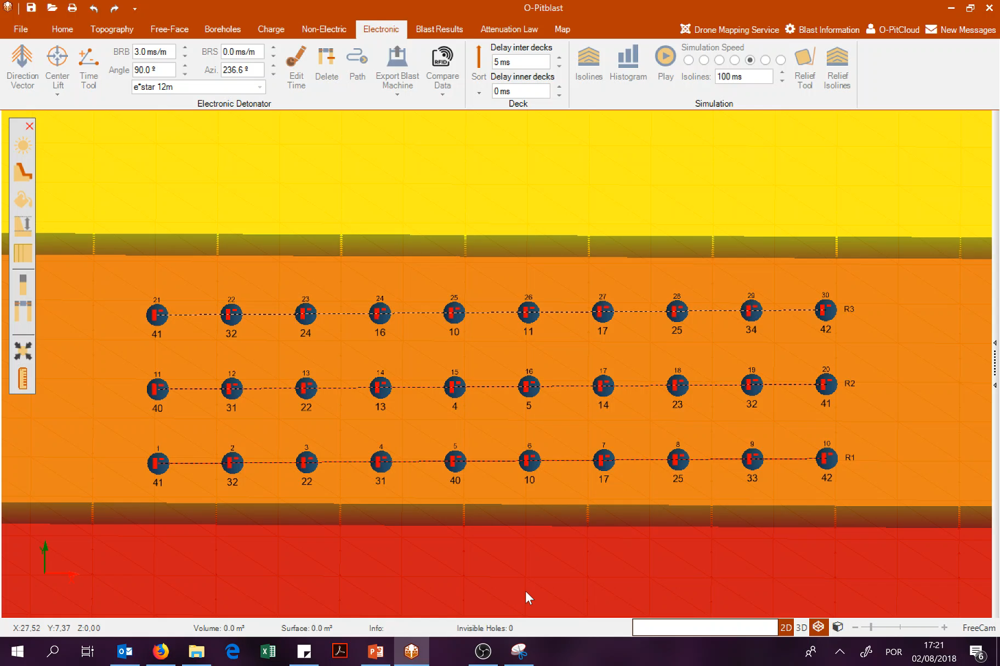 O-Pitblast
File Home Topography Free-Face Boreholes Charge Non-Electric Electronic Blast Results Attenuation Law Map Drone Mapping Service Blast Information O-PitCloud New Messages
BRB 3.0 ms/m BRS 0.0 ms/m
Angle 90.0 º Azi. 236.6 º
e*star 12m
Direction Vector
Center Lift
Time Tool
Edit Time
Delete
Path
Export Blast Machine
Compare Data
RFID
Electronic Detonator
Sort
Delay inter decks
5 ms
Delay inner decks
0 ms
Deck
Isolines
Histogram
Play
Simulation Speed
Isolines: 100 ms
Relief Tool
Relief Isolines
Simulation
21 22 23 24 25 26 27 28 29 30
R3
41 32 24 16 10 11 17 25 34 42
11 12 13 14 15 16 17 18 19 20
R2
40 31 22 13 4 5 14 23 32 41
1 2 3 4 5 6 7 8 9 10
R1
41 32 22 31 40 10 17 25 33 42
X:27,52 Y:7,37 Z:0,00 Volume: 0.0 m³ Surface: 0.0 m² Info: Invisible Holes: 0 2D 3D FreeCam
POR
17:21
02/08/2018
6